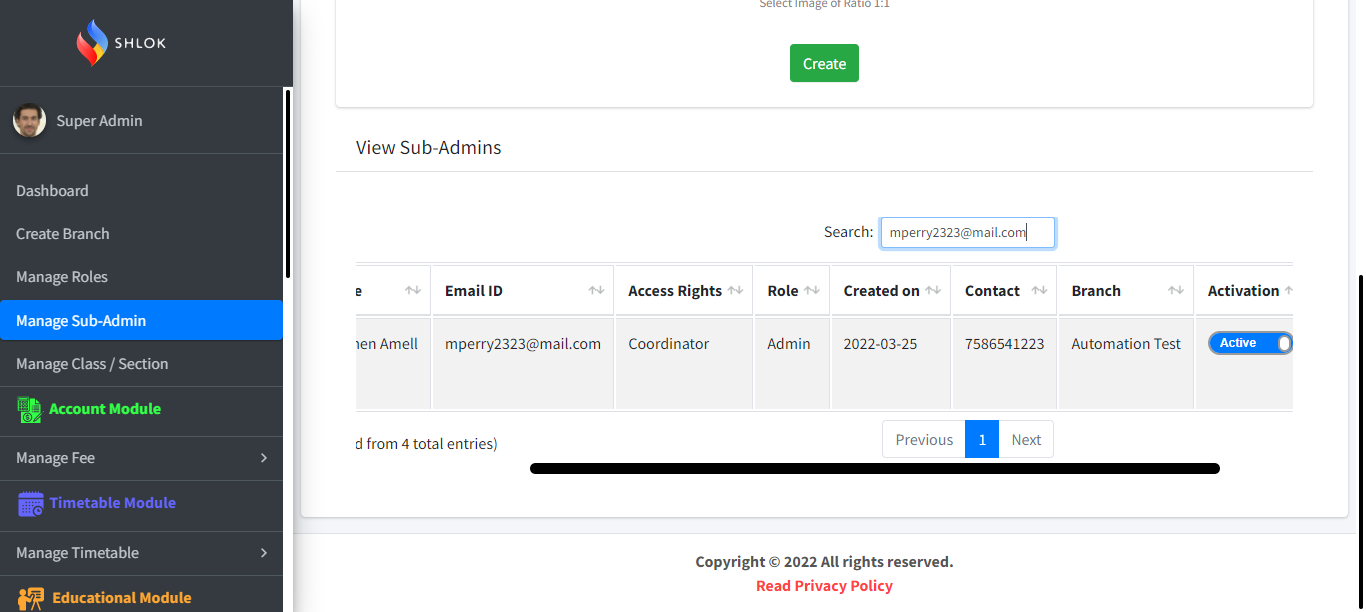 SHLOK
Super Admin
Dashboard
Create Branch
Manage Roles
Manage Sub-Admin
Manage Class / Section
Account Module
Manage Fee
Timetable Module
Manage Timetable
Educational Module
Select Image of Ratio 1:1
Create
View Sub-Admins
Search: mperry2323@mail.com
e Email ID Access Rights Role Created on Contact Branch Activation
hen Amell mperry2323@mail.com Coordinator Admin 2022-03-25 7586541223 Automation Test Active
d from 4 total entries) Previous 1 Next
Copyright © 2022 All rights reserved.
Read Privacy Policy